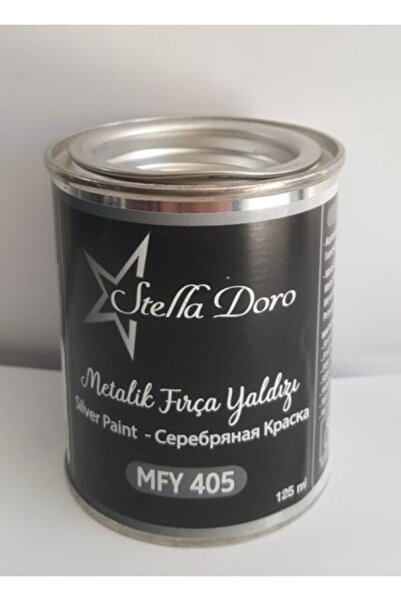 Stella Doro
Metalik Fırça Yaldızı
Silver Paint - Серебряная Краска
MFY 405
125 ml